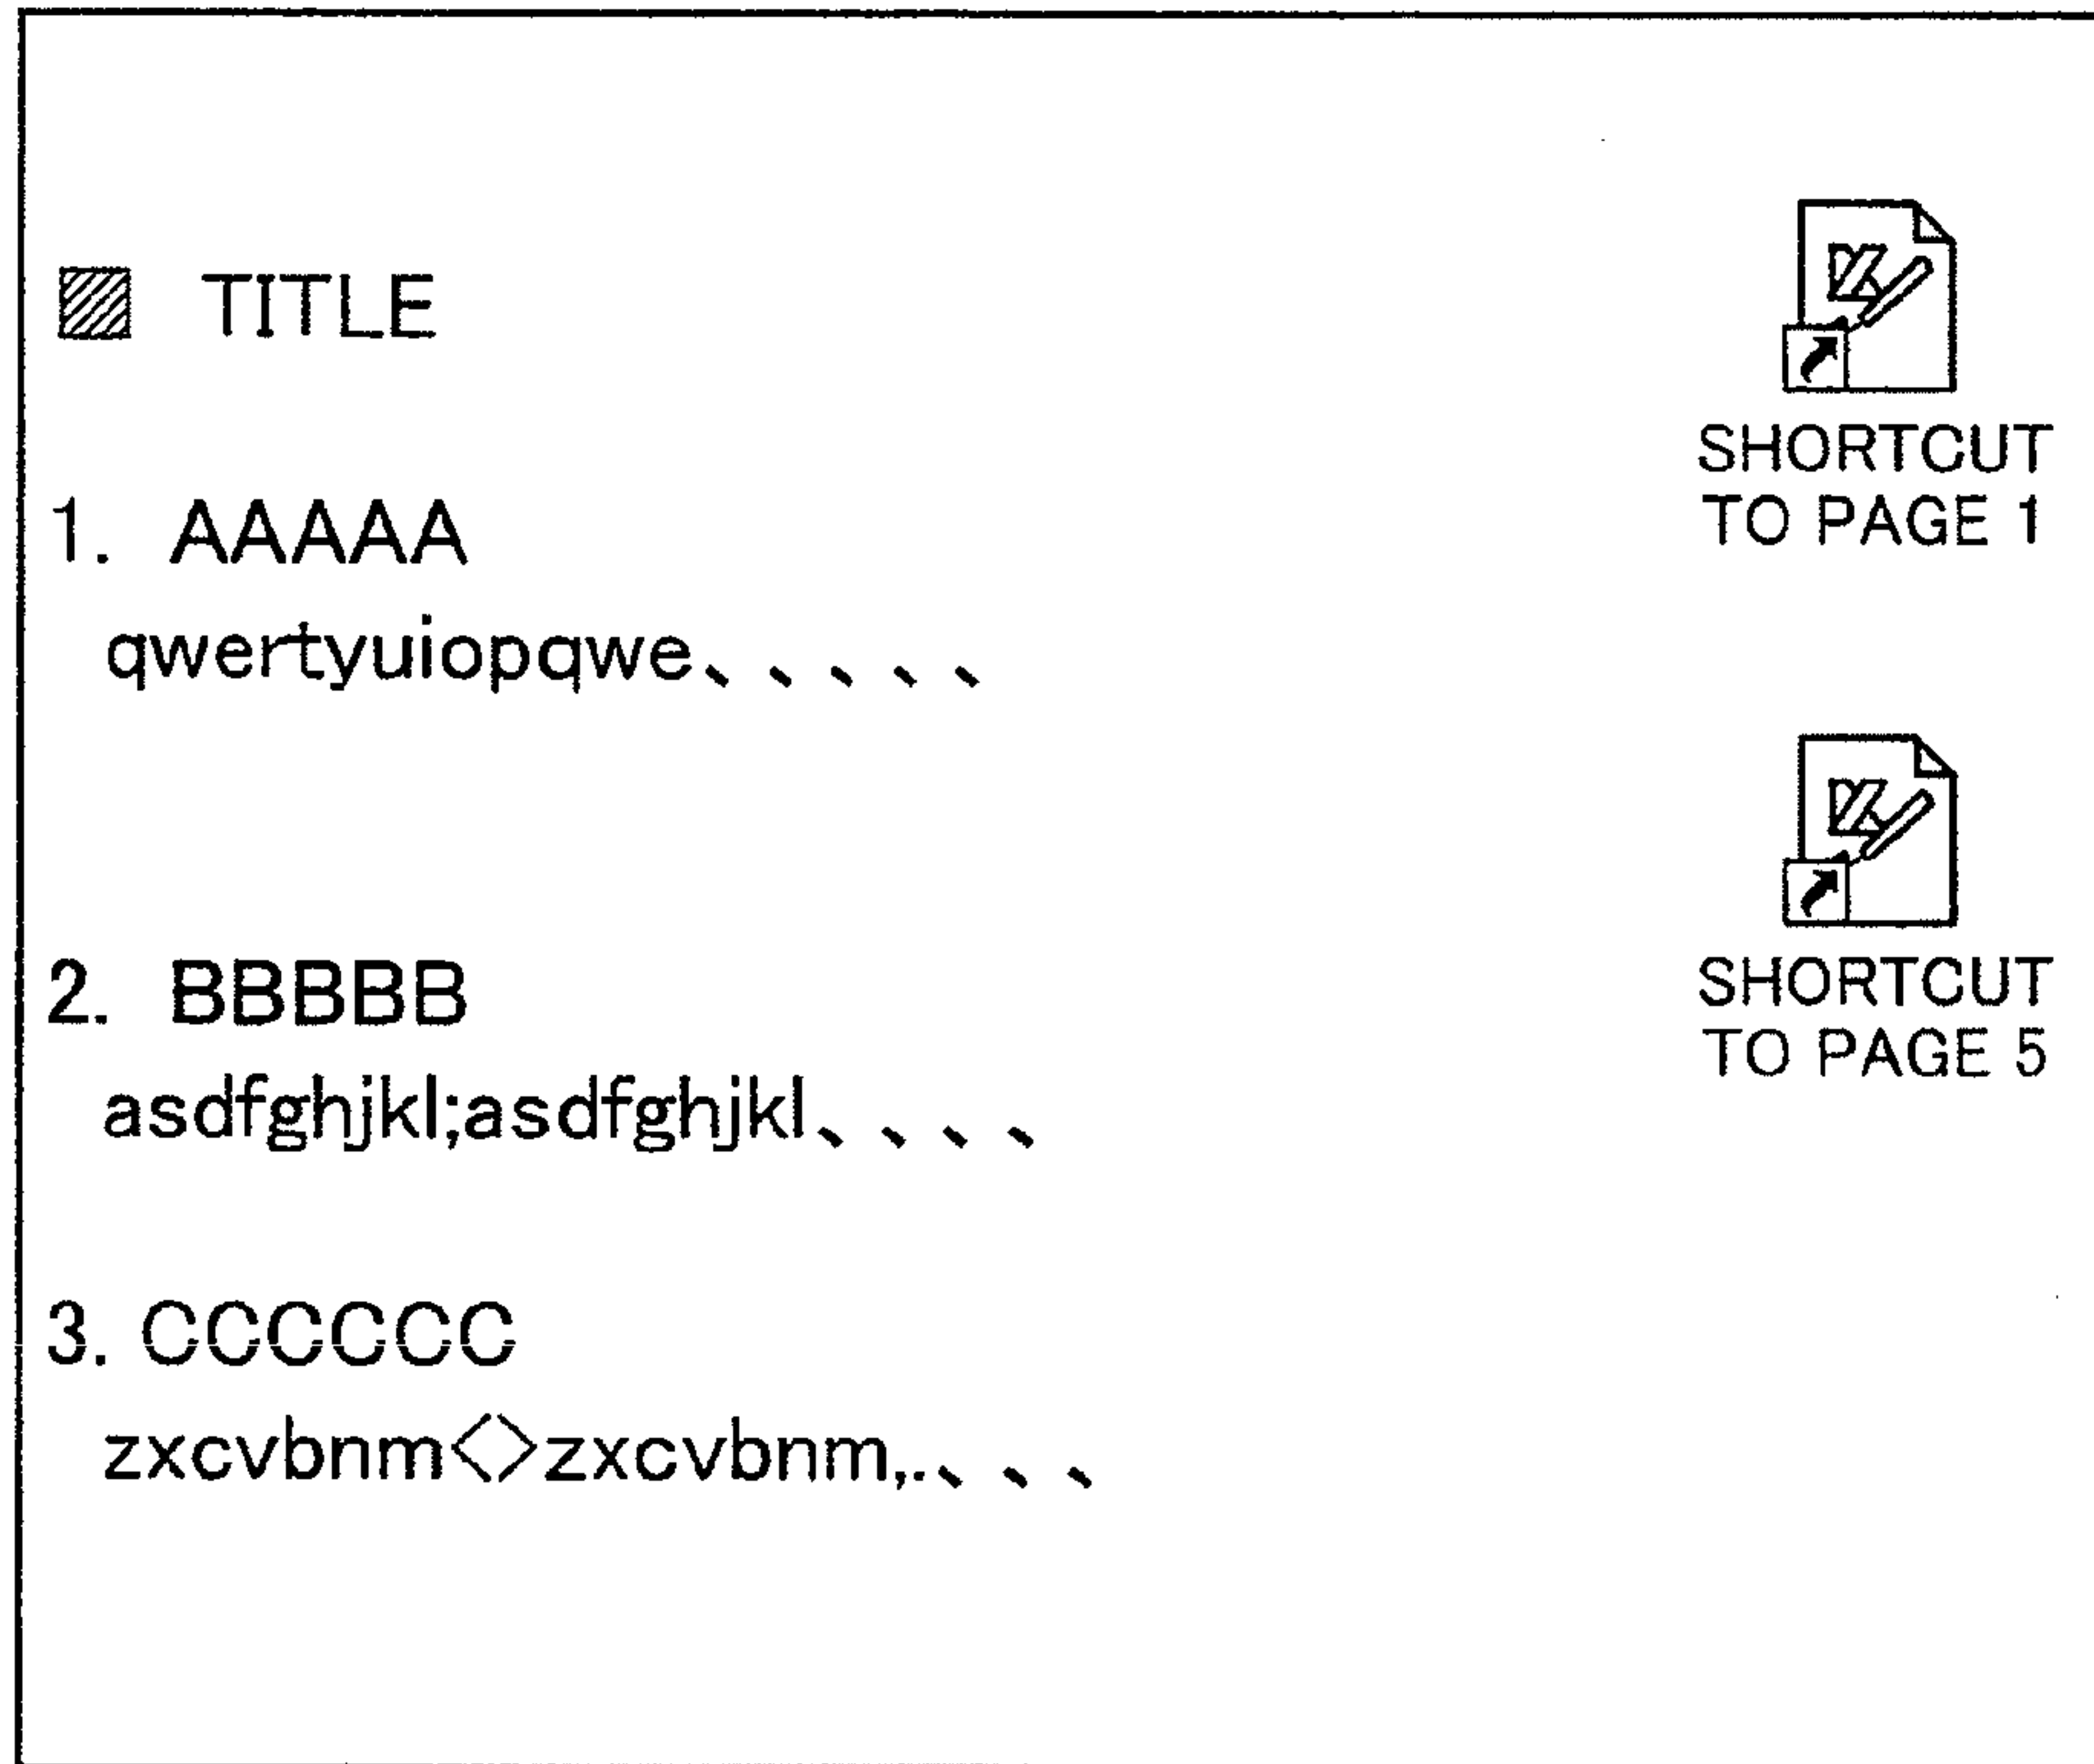 TITLE
1. AAAAA
qwertyuiopqwe、、、、、
2. BBBBB
asdfghjkl;asdfghjkl、、、、
3. CCCCCC
zxcvbnm<>zxcvbnm,.、、、
SHORTCUT
TO PAGE 1
SHORTCUT
TO PAGE 5